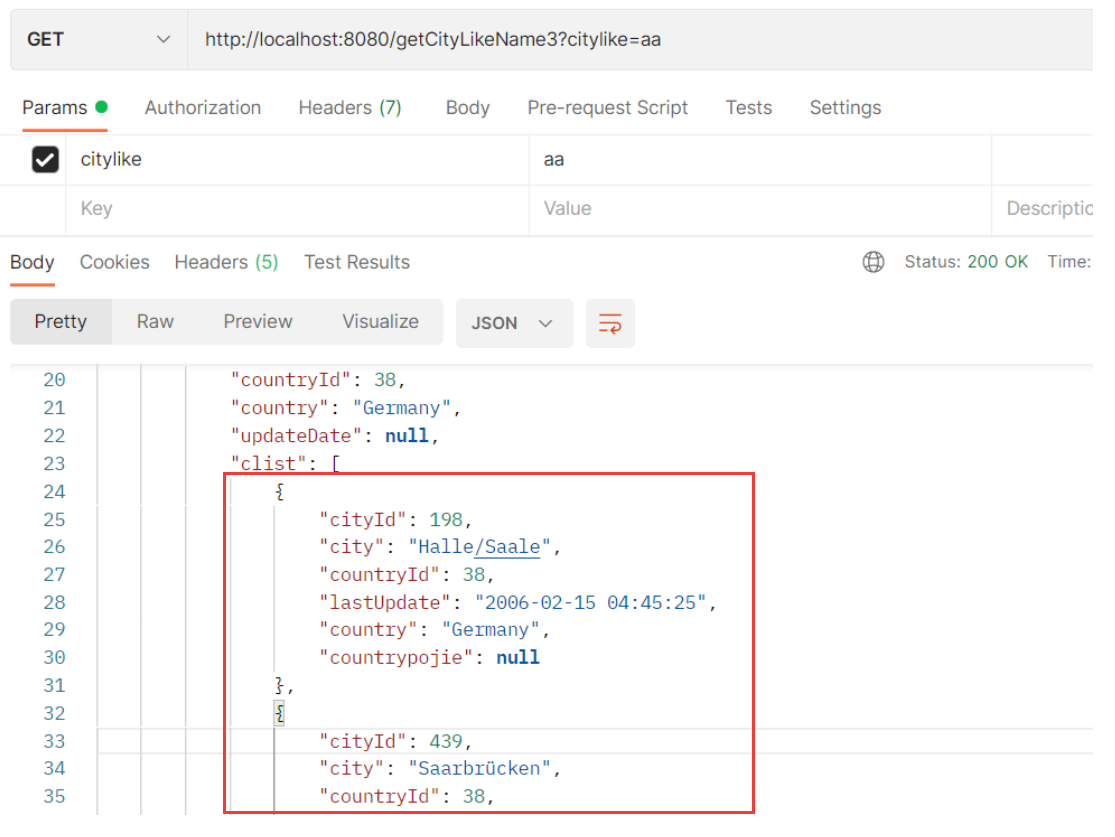 GET http://localhost:8080/getCityLikeName3?citylike=aa
Params Authorization Headers (7) Body Pre-request Script Tests Settings
citylike aa
Key Value Descriptio
Body Cookies Headers (5) Test Results Status: 200 OK Time:
Pretty Raw Preview Visualize JSON
20 "countryId": 38,
21 "country": "Germany",
22 "updateDate": null,
23 "clist": [
24 {
25 "cityId": 198,
26 "city": "Halle/Saale",
27 "countryId": 38,
28 "lastUpdate": "2006-02-15 04:45:25",
29 "country": "Germany",
30 "countrypojie": null
31 },
32 {
33 "cityId": 439,
34 "city": "Saarbrücken",
35 "countryId": 38,